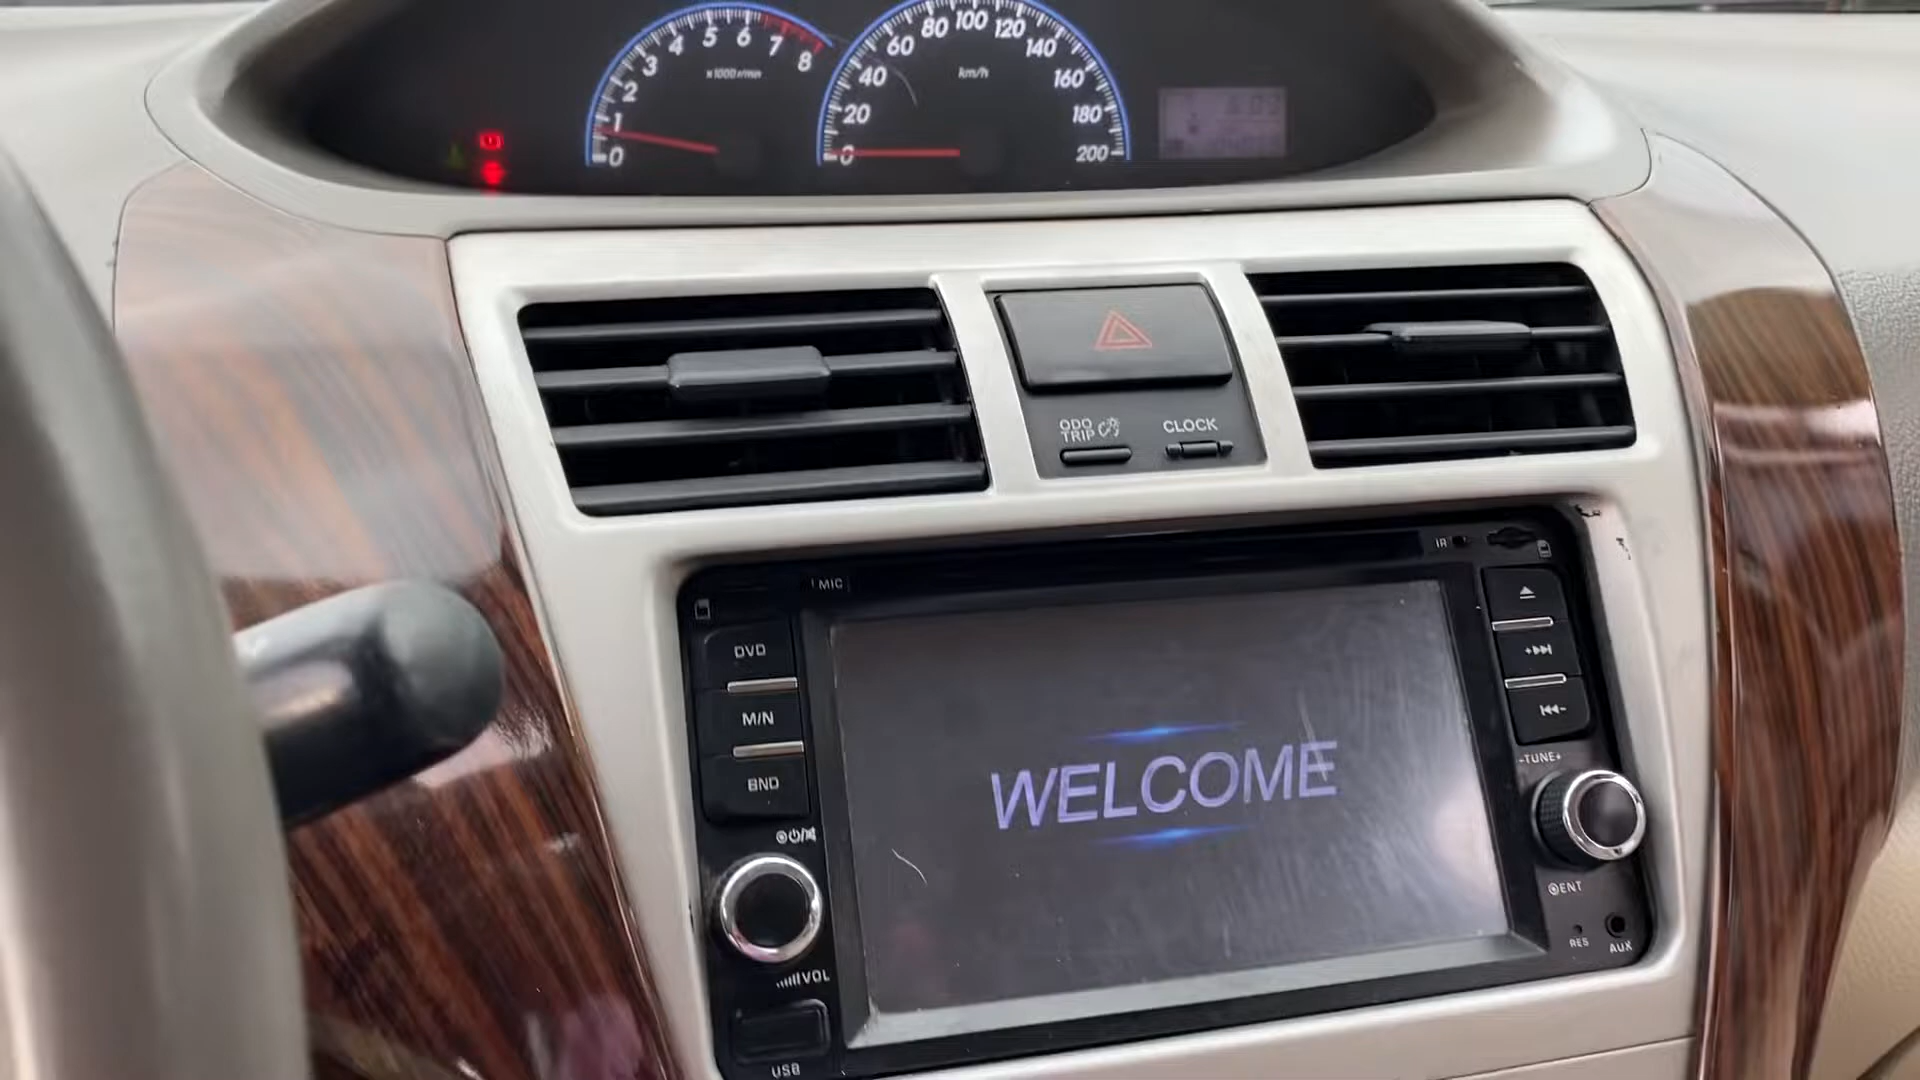 0 1 2 3 4 5 6 7 8
x1000r/min
0 20 40 60 80 100 120 140 160 180 200
km/h
ODO
TRIP
CLOCK
MIC
IR
DVD
M/N
BND
VOL
USB
WELCOME
-TUNE+
ENT
RES
AUX